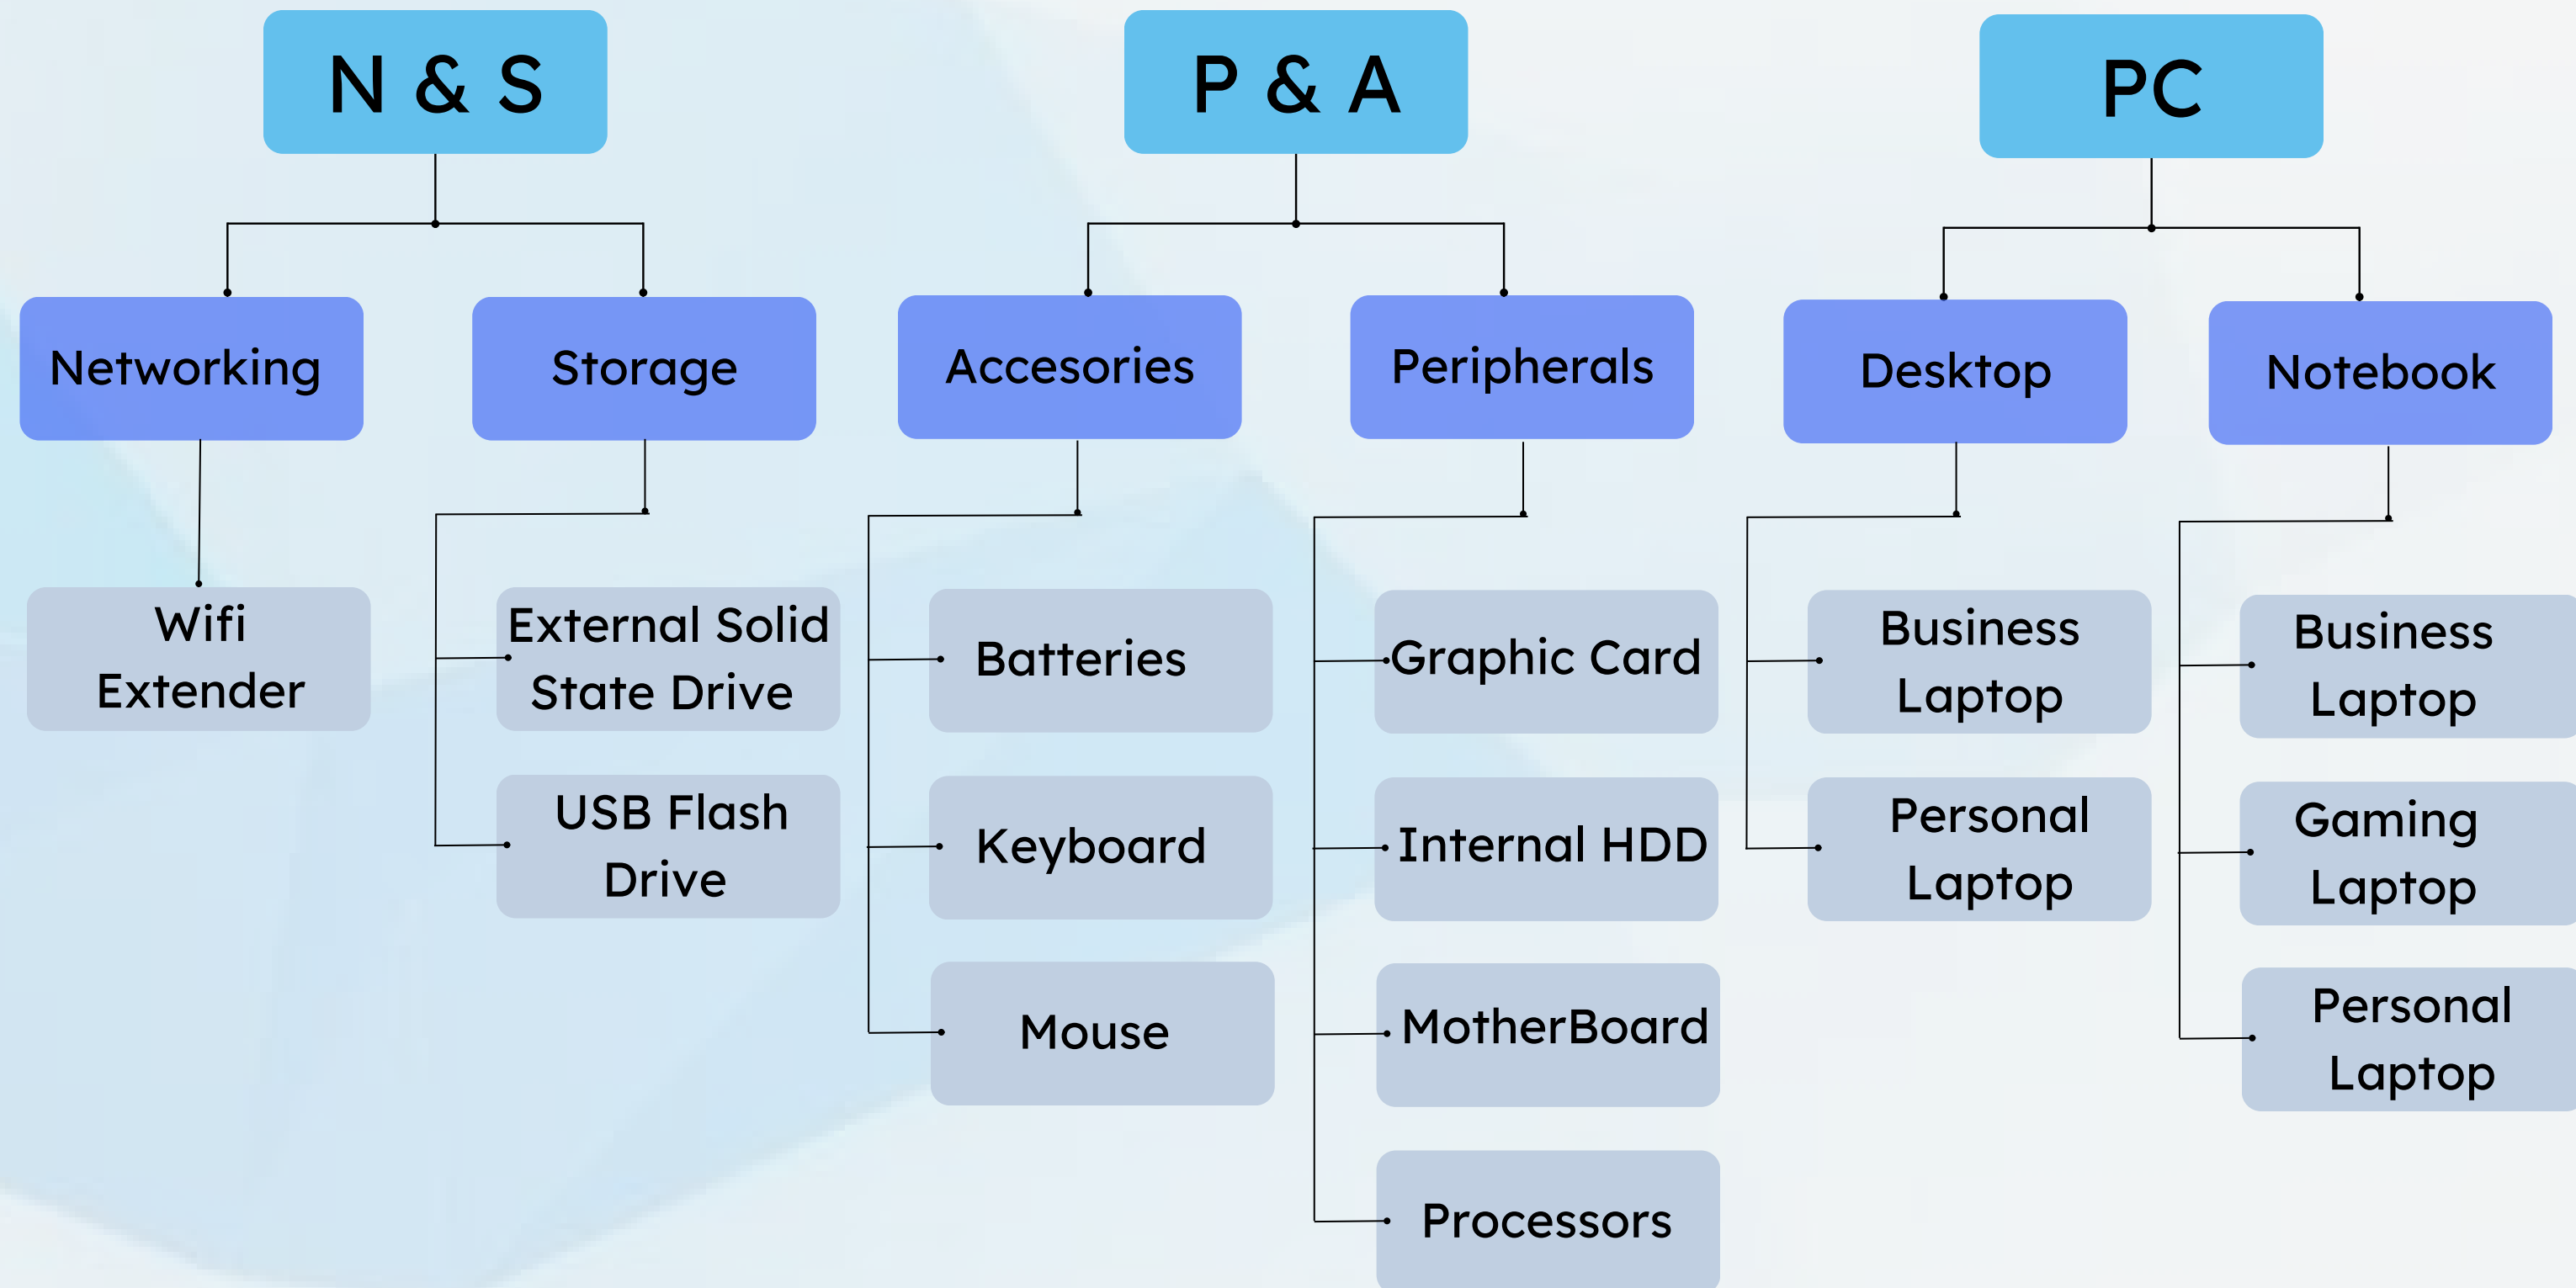 N & S
P & A
PC
Networking
Storage
Accesories
Peripherals
Desktop
Notebook
Wifi
Extender
External Solid
State Drive
USB Flash
Drive
Batteries
Keyboard
Mouse
Graphic Card
Internal HDD
MotherBoard
Processors
Business
Laptop
Personal
Laptop
Business
Laptop
Gaming
Laptop
Personal
Laptop